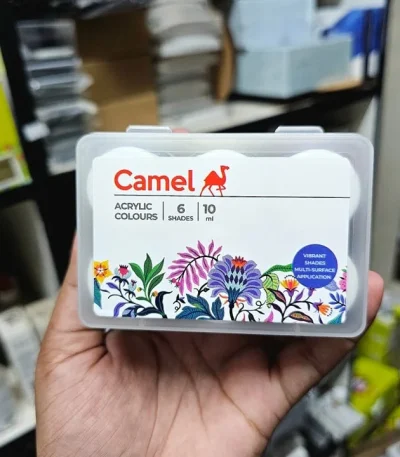 Camel
ACRYLIC COLOURS
6 SHADES
10 ml
VIBRANT
SHADES
MULTI-SURFACE
APPLICATION